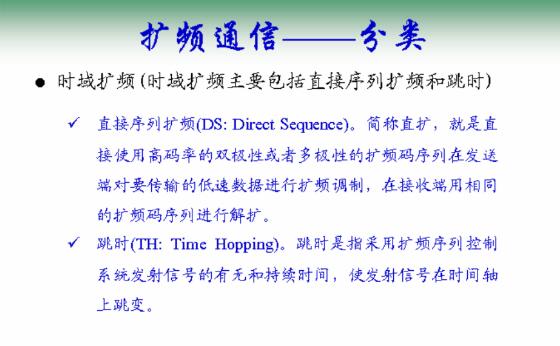 扩频通信——分类
● 时域扩频(时域扩频主要包括直接序列扩频和跳时)
✓ 直接序列扩频(DS: Direct Sequence)。简称直扩，就是直
接使用高码率的双极性或者多极性的扩频码序列在发送
端对要传输的低速数据进行扩频调制，在接收端用相同
的扩频码序列进行解扩。
✓ 跳时(TH: Time Hopping)。跳时是指采用扩频序列控制
系统发射信号的有无和持续时间，使发射信号在时间轴
上跳变。